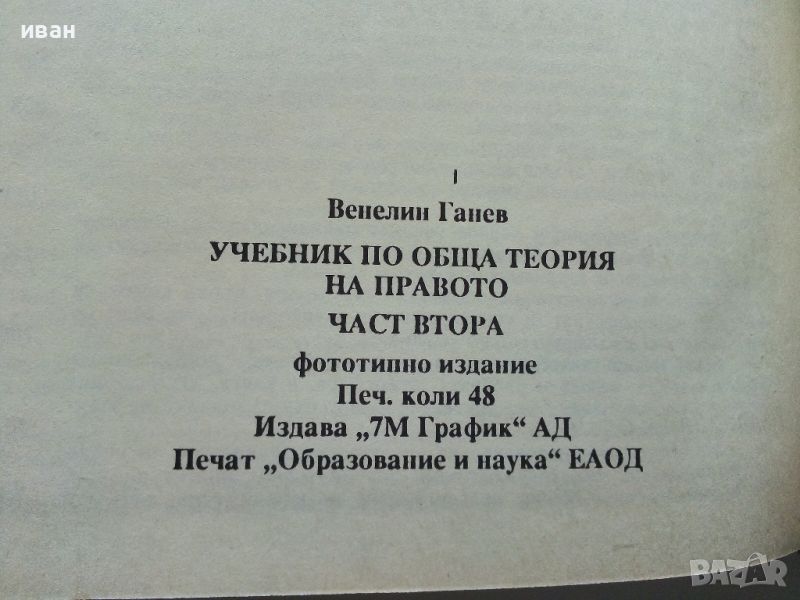 иван
Венелин Ганев
УЧЕБНИК ПО ОБЩА ТЕОРИЯ
НА ПРАВОТО
ЧАСТ ВТОРА
фототипно издание
Печ. коли 48
Издава „7М График“ АД
Печат „Образование и наука“ ЕАОД
BAZAR